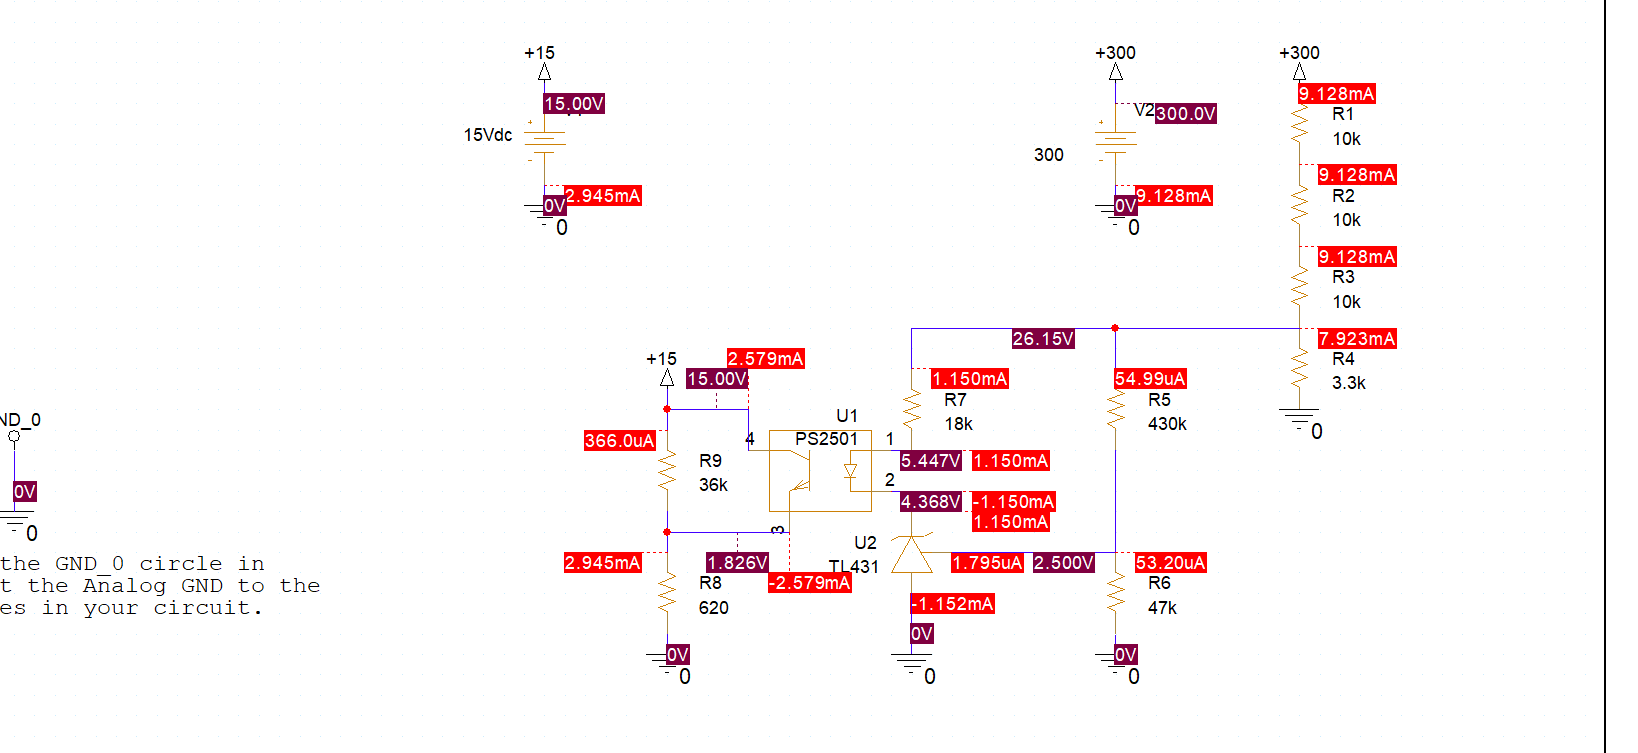 +15
15.00V
15Vdc
2.945mA
0V
0
+300
V2
300.0V
300
9.128mA
0V
0
+300
9.128mA
R1
10k
9.128mA
R2
10k
9.128mA
R3
10k
7.923mA
R4
3.3k
0
26.15V
+15
2.579mA
15.00V
366.0uA
4
R9
36k
U1
PS2501
1
2
3
1.150mA
R7
18k
5.447V
1.150mA
4.368V
-1.150mA
1.150mA
54.99uA
R5
430k
2.945mA
1.826V
-2.579mA
R8
620
0V
0
U2
TL431
1.795uA
2.500V
-1.152mA
0V
0
53.20uA
R6
47k
0V
0
ND_0
0V
0
the GND_0 circle in
t the Analog GND to the
es in your circuit.